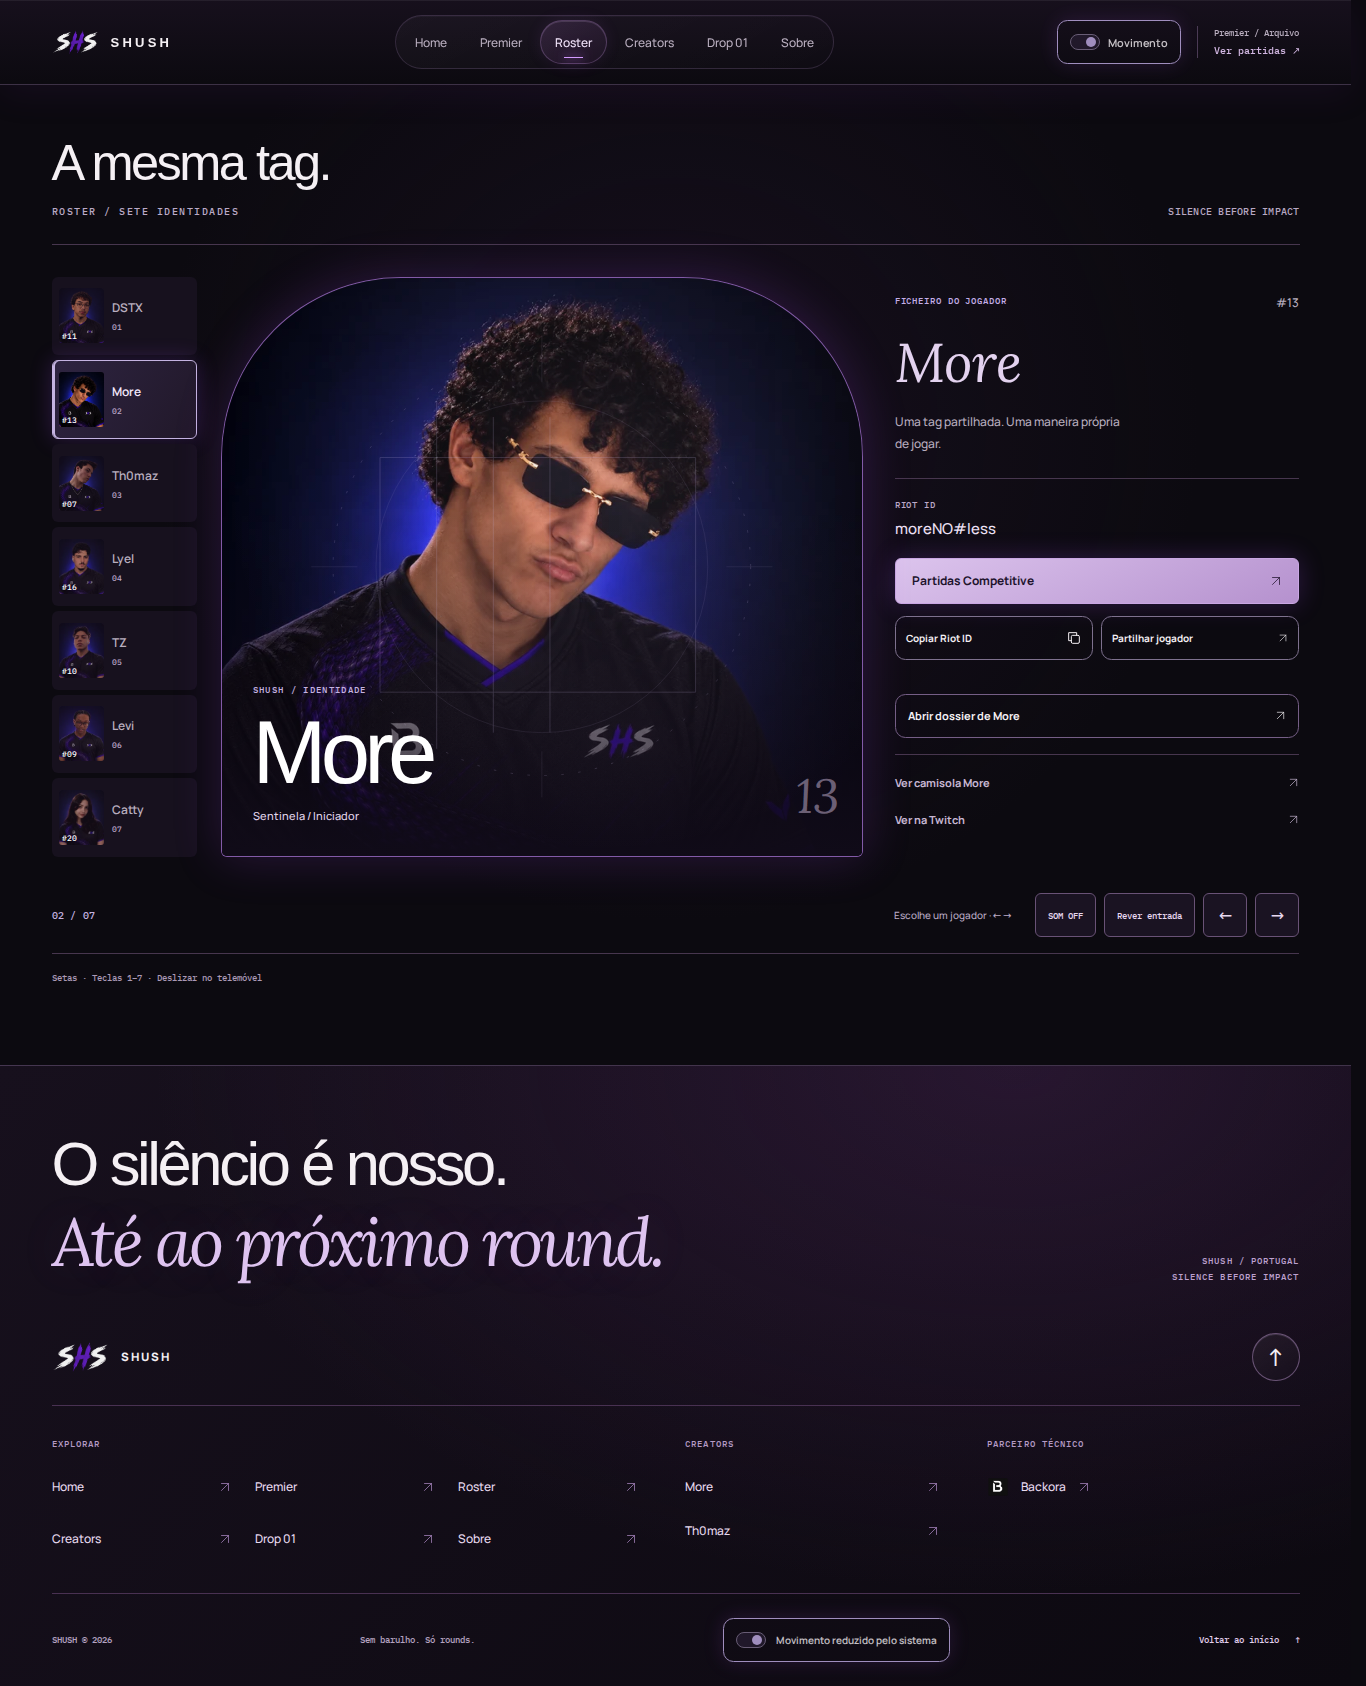 SHS SHUSH
Home
Premier
Roster
Creators
Drop 01
Sobre
Movimento
Premier / Arquivo
Ver partidas ↗
A mesma tag.
ROSTER / SETE IDENTIDADES
SILENCE BEFORE IMPACT
#11
DSTX
01
#13
More
02
#07
Th0maz
03
#16
Lyel
04
#10
TZ
05
#09
Levi
06
#20
Catty
07
SHUSH / IDENTIDADE
More
B
SHS
Sentinela / Iniciador
13
FICHEIRO DO JOGADOR
#13
More
Uma tag partilhada. Uma maneira própria
de jogar.
RIOT ID
moreNO#less
Partidas Competitive
Copiar Riot ID
Partilhar jogador
Abrir dossier de More
Ver camisola More
Ver na Twitch
02 / 07
Escolhe um jogador · ← →
SOM OFF
Rever entrada
←
→
Setas · Teclas 1–7 · Deslizar no telemóvel
O silêncio é nosso.
Até ao próximo round.
SHUSH / PORTUGAL
SILENCE BEFORE IMPACT
SHS SHUSH
↑
EXPLORAR
Home
Premier
Roster
Creators
Drop 01
Sobre
CREATORS
More
Th0maz
PARCEIRO TÉCNICO
B Backora
SHUSH © 2026
Sem barulho. Só rounds.
Movimento reduzido pelo sistema
Voltar ao início ↑